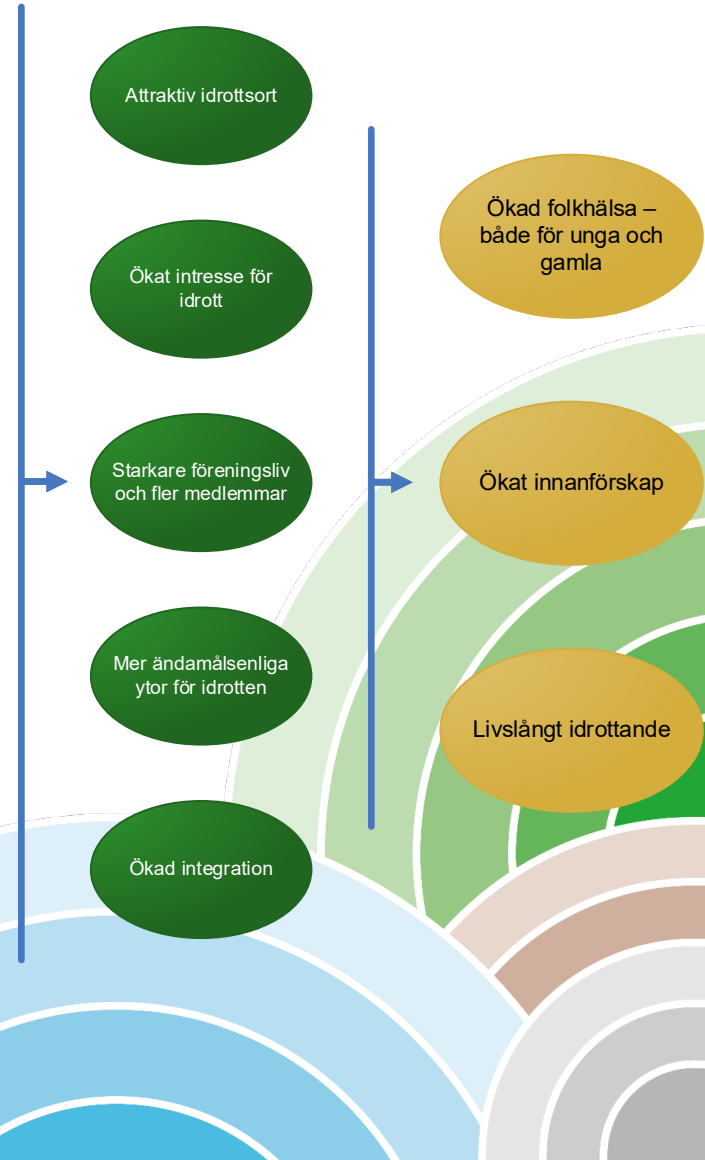 Attraktiv idrottsort
Ökat intresse för
idrott
Starkare föreningsliv
och fler medlemmar
Mer ändamålsenliga
ytor för idrotten
Ökad integration
Ökad folkhälsa –
både för unga och
gamla
Ökat innanförskap
Livslångt idrottande